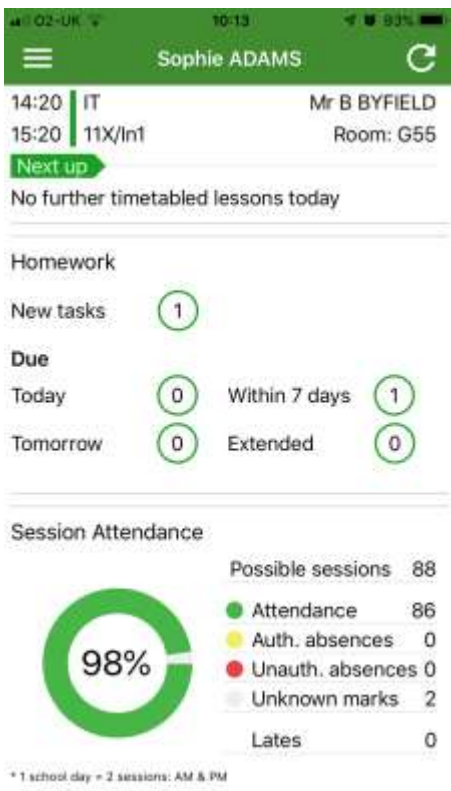 O2-UK 10:13 93%
Sophie ADAMS
14:20 IT Mr B BYFIELD
15:20 11X/In1 Room: G55
Next up
No further timetabled lessons today
Homework
New tasks 1
Due
Today 0 Within 7 days 1
Tomorrow 0 Extended 0
Session Attendance
Possible sessions 88
Attendance 86
Auth. absences 0
98% Unauth. absences 0
Unknown marks 2
Lates 0
* 1 school day = 2 sessions: AM & PM